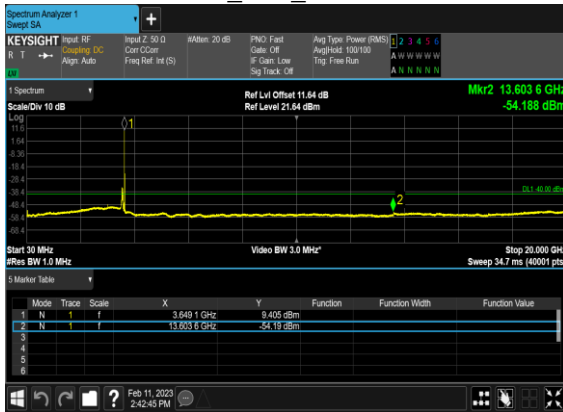 Spectrum Analyzer 1
Swept SA
+
KEYSIGHT Input: RF Input Z: 50 Ω #Atten: 20 dB PNO: Fast Avg Type: Power (RMS) 1 2 3 4 5 6
R T Coupling: DC Corr CCorr Gate: Off Avg|Hold: 100/100 A W W W W W
Align: Auto Freq Ref: Int (S) IF Gain: Low Trig: Free Run
Sig Track: Off A N N N N N
1 Spectrum
Scale/Div 10 dB
Ref Lvl Offset 11.64 dB
Ref Level 21.64 dBm
Mkr2 13.603 6 GHz
-54.188 dBm
Log
11.6
1.64
-8.36
-18.4
-28.4
-38.4
-48.4
-58.4
-68.4
1
2
DL1 -40.00 dBm
Start 30 MHz Video BW 3.0 MHz* Stop 20.000 GHz
#Res BW 1.0 MHz Sweep 34.7 ms (40001 pts)
5 Marker Table
Mode Trace Scale X Y Function Function Width Function Value
1 N 1 f 3.649 1 GHz 9.405 dBm
2 N 1 f 13.603 6 GHz -54.19 dBm
3
4
5
6
? Feb 11, 2023
2:42:45 PM